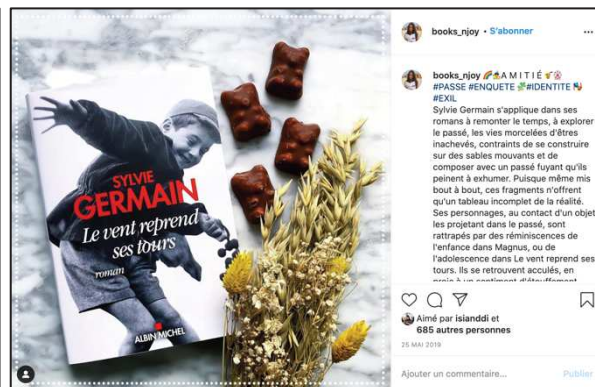 SYLVIE
GERMAIN
Le vent reprend
ses tours
roman
ALBIN MICHEL
books_njoy • S'abonner
books_njoy 🌈 A M I T I É
#PASSE #ENQUETE #IDENTITE
#EXIL
Sylvie Germain s'applique dans ses
romans à remonter le temps, à explorer
le passé, les vies morcelées d'êtres
inachevés, contraints de se construire
sur des sables mouvants et de
composer avec un passé fuyant qu'ils
peinent à exhumer. Puisque même mis
bout à bout, ces fragments n'offrent
qu'un tableau incomplet de la réalité.
Ses personnages, au contact d'un objet
les projetant dans le passé, sont
rattrapés par des réminiscences de
l'enfance dans Magnus, ou de
l'adolescence dans Le vent reprend ses
tours. Ils se retrouvent acculés, en
proie à un sentiment d'étouffement
Aimé par isianddi et
685 autres personnes
25 MAI 2019
Ajouter un commentaire...
Publier